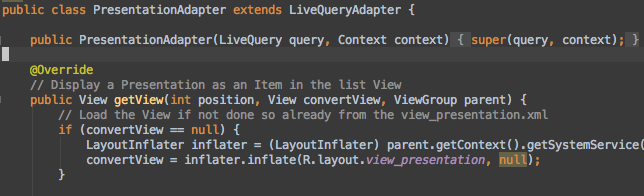 public class PresentationAdapter extends LiveQueryAdapter {
public PresentationAdapter(LiveQuery query, Context context) { super(query, context); }
@Override
// Display a Presentation as an Item in the list View
public View getView(int position, View convertView, ViewGroup parent) {
// Load the View if not done so already from the view_presentation.xml
if (convertView == null) {
LayoutInflater inflater = (LayoutInflater) parent.getContext().getSystemService(
convertView = inflater.inflate(R.layout.view_presentation, null);
}